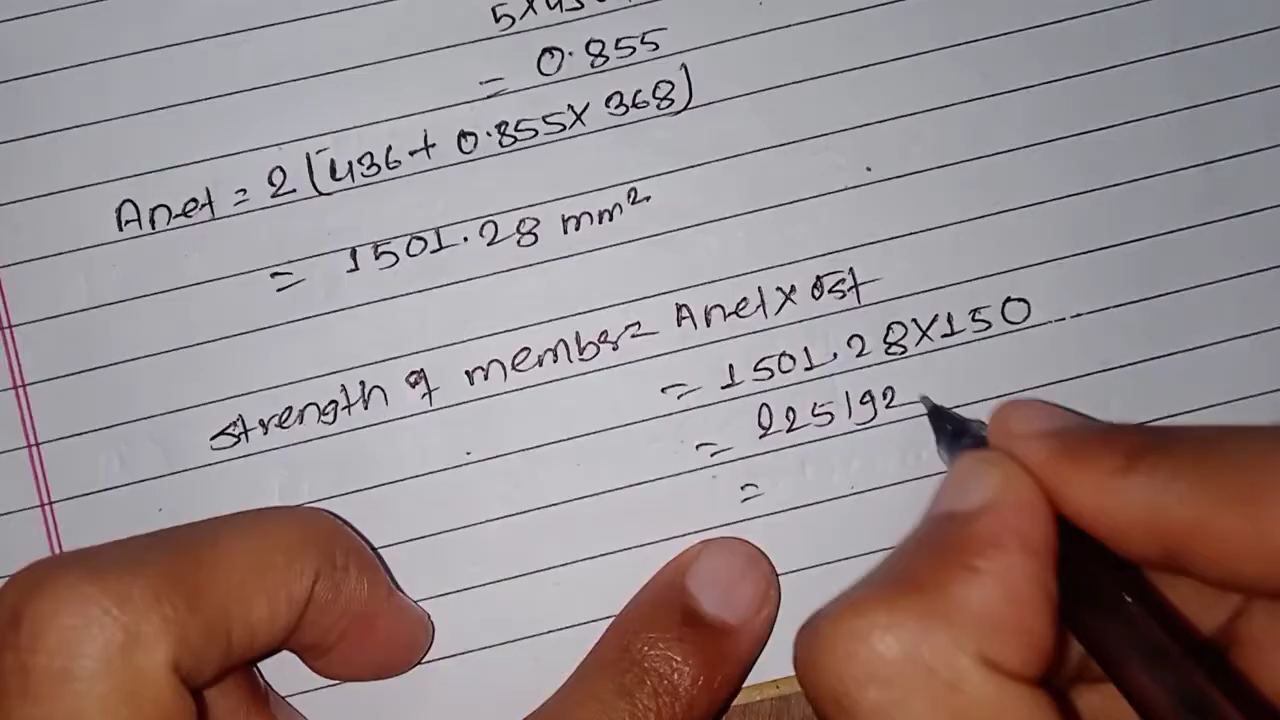 = 0.855
Anet = 2(436 + 0.855 x 368)
= 1501.28 mm²
Strength of member = Anet x σst
= 1501.28 x 150
= 225192
=